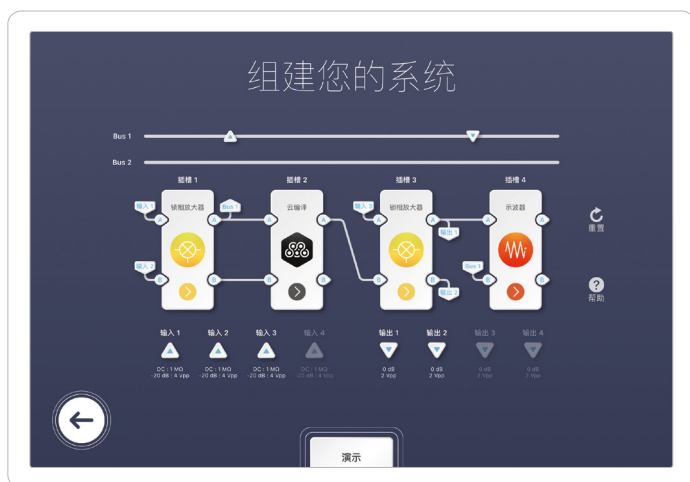 组建您的系统
Bus 1
Bus 2
插槽 1 插槽 2 插槽 3 插槽 4
输入 1 锁相放大器 Bus 1 云编译 输入 3 锁相放大器 示波器
A A A A A A A A
输出 1
重置
输入 2 Bus 1
B B B B B B B B
输出 2
帮助
输入 1 输入 2 输入 3 输入 4 输出 1 输出 2 输出 3 输出 4
DC : 1 MΩ DC : 1 MΩ DC : 1 MΩ DC : 1 MΩ 0 dB 0 dB 0 dB 0 dB
-20 dB : 4 Vpp -20 dB : 4 Vpp -20 dB : 4 Vpp -20 dB : 4 Vpp 2 Vpp 2 Vpp 2 Vpp 2 Vpp
演示